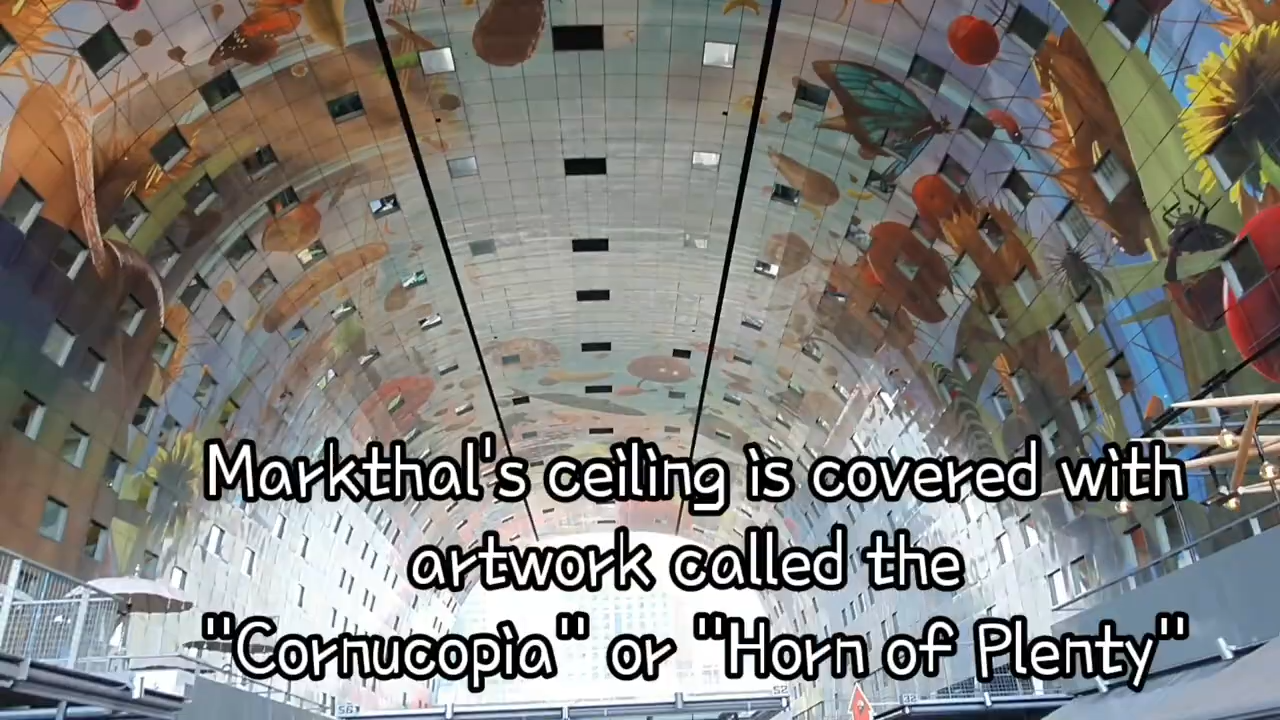 Markthal's ceiling is covered with
artwork called the
"Cornucopia" or "Horn of Plenty"